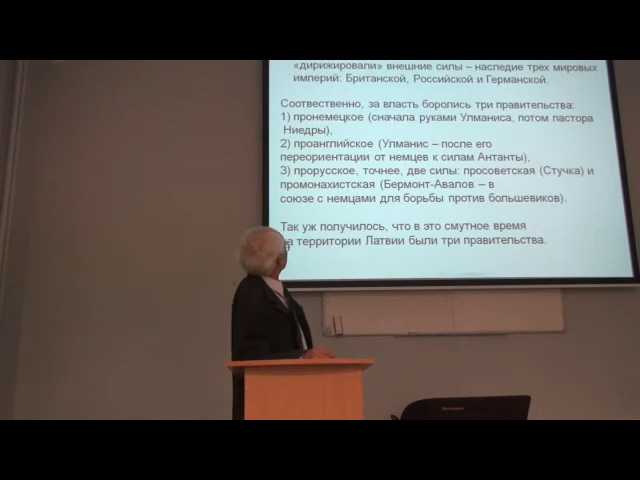 «дирижировали» внешние силы – наследие трех мировых
империй: Британской, Российской и Германской.
Соотвественно, за власть боролись три правительства:
1) пронемецкое (сначала руками Улманиса, потом пастора
Ниедры),
2) проанглийское (Улманис – после его
переориентации от немцев к силам Антанты),
3) прорусское, точнее, две силы: просоветская (Стучка) и
промонахистская (Бермонт-Авалов – в
союзе с немцами для борьбы против большевиков).
Так уж получилось, что в это смутное время
территории Латвии были три правительства.
lenovo